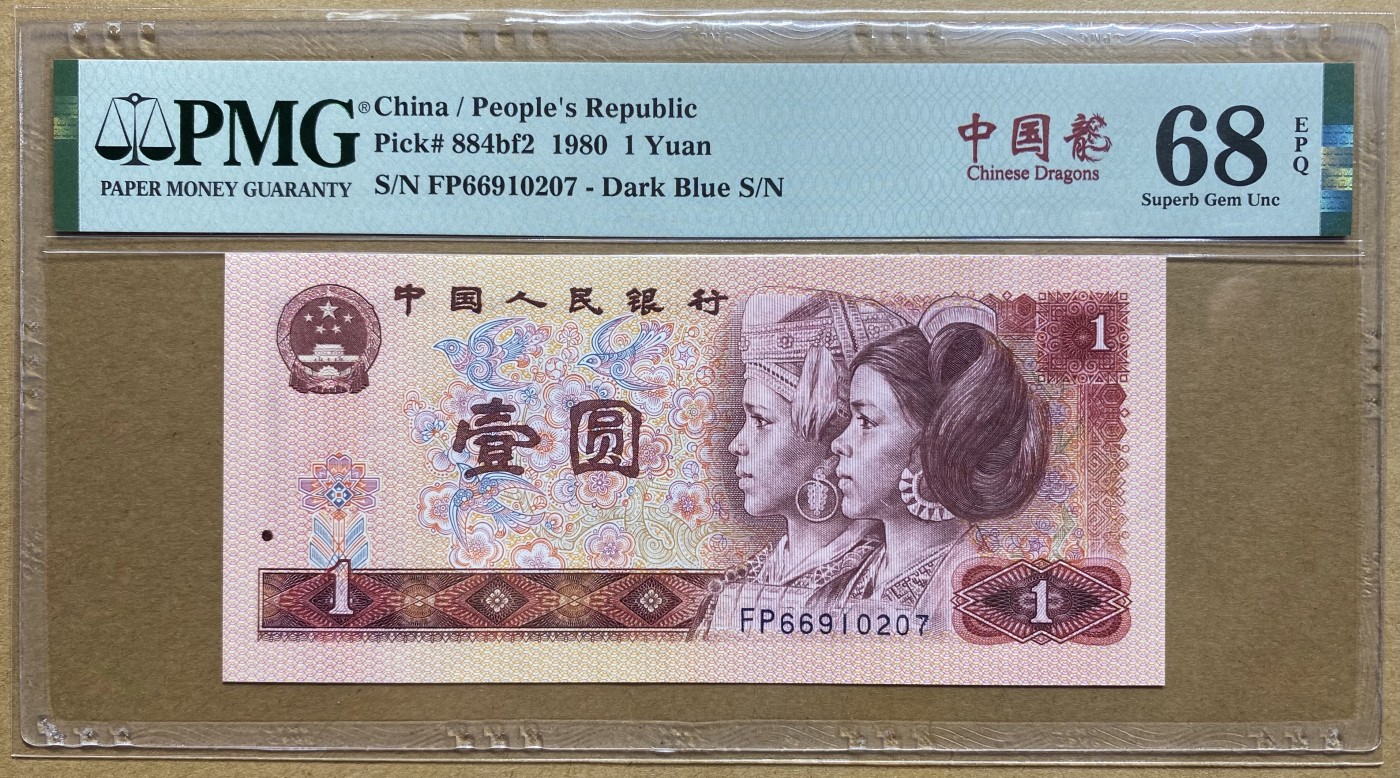 PMG®
PAPER MONEY GUARANTY
China / People's Republic
Pick# 884bf2 1980 1 Yuan
S/N FP66910207 - Dark Blue S/N
中国龍
Chinese Dragons
68
EPQ
Superb Gem Unc
中国人民银行
1
壹圆
1
FP66910207
1